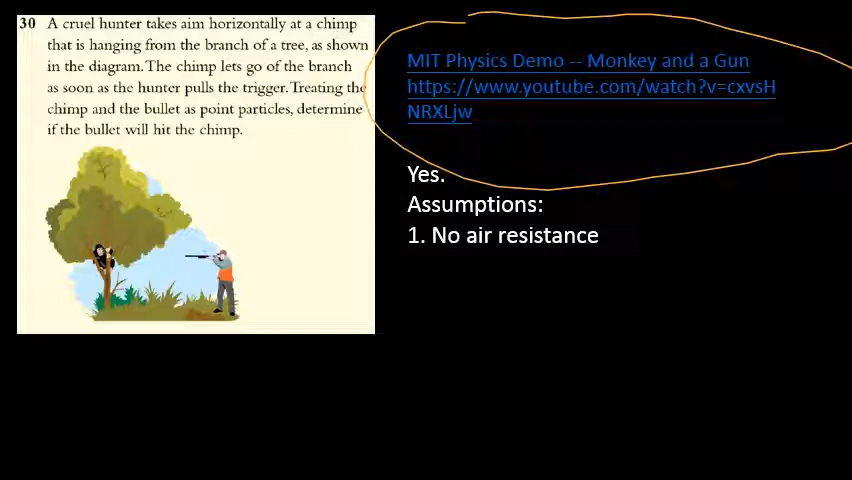 30 A cruel hunter takes aim horizontally at a chimp
that is hanging from the branch of a tree, as shown
in the diagram. The chimp lets go of the branch
as soon as the hunter pulls the trigger. Treating the
chimp and the bullet as point particles, determine
if the bullet will hit the chimp.
MIT Physics Demo -- Monkey and a Gun
https://www.youtube.com/watch?v=cxvsH
NRXLjw
Yes.
Assumptions:
1. No air resistance